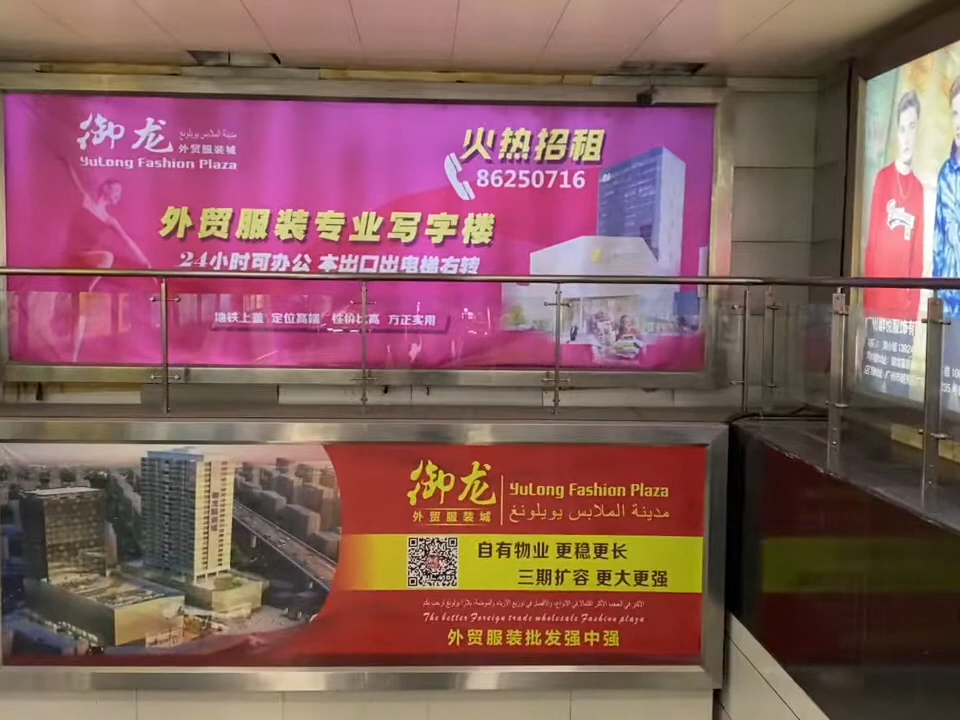 御龙
مدينة الملابس يويلونغ
外贸服装城
YuLong Fashion Plaza
火热招租
86250716
外贸服装专业写字楼
24小时可办公 本出口出电梯右转
地铁上盖 定位高端 性价比高 方正实用
御龙
外贸服装城
YuLong Fashion Plaza
مدينة الملابس يويلونغ
自有物业 更稳更长
三期扩容 更大更强
The better Foreign trade wholesale Fashion plaza
外贸服装批发强中强